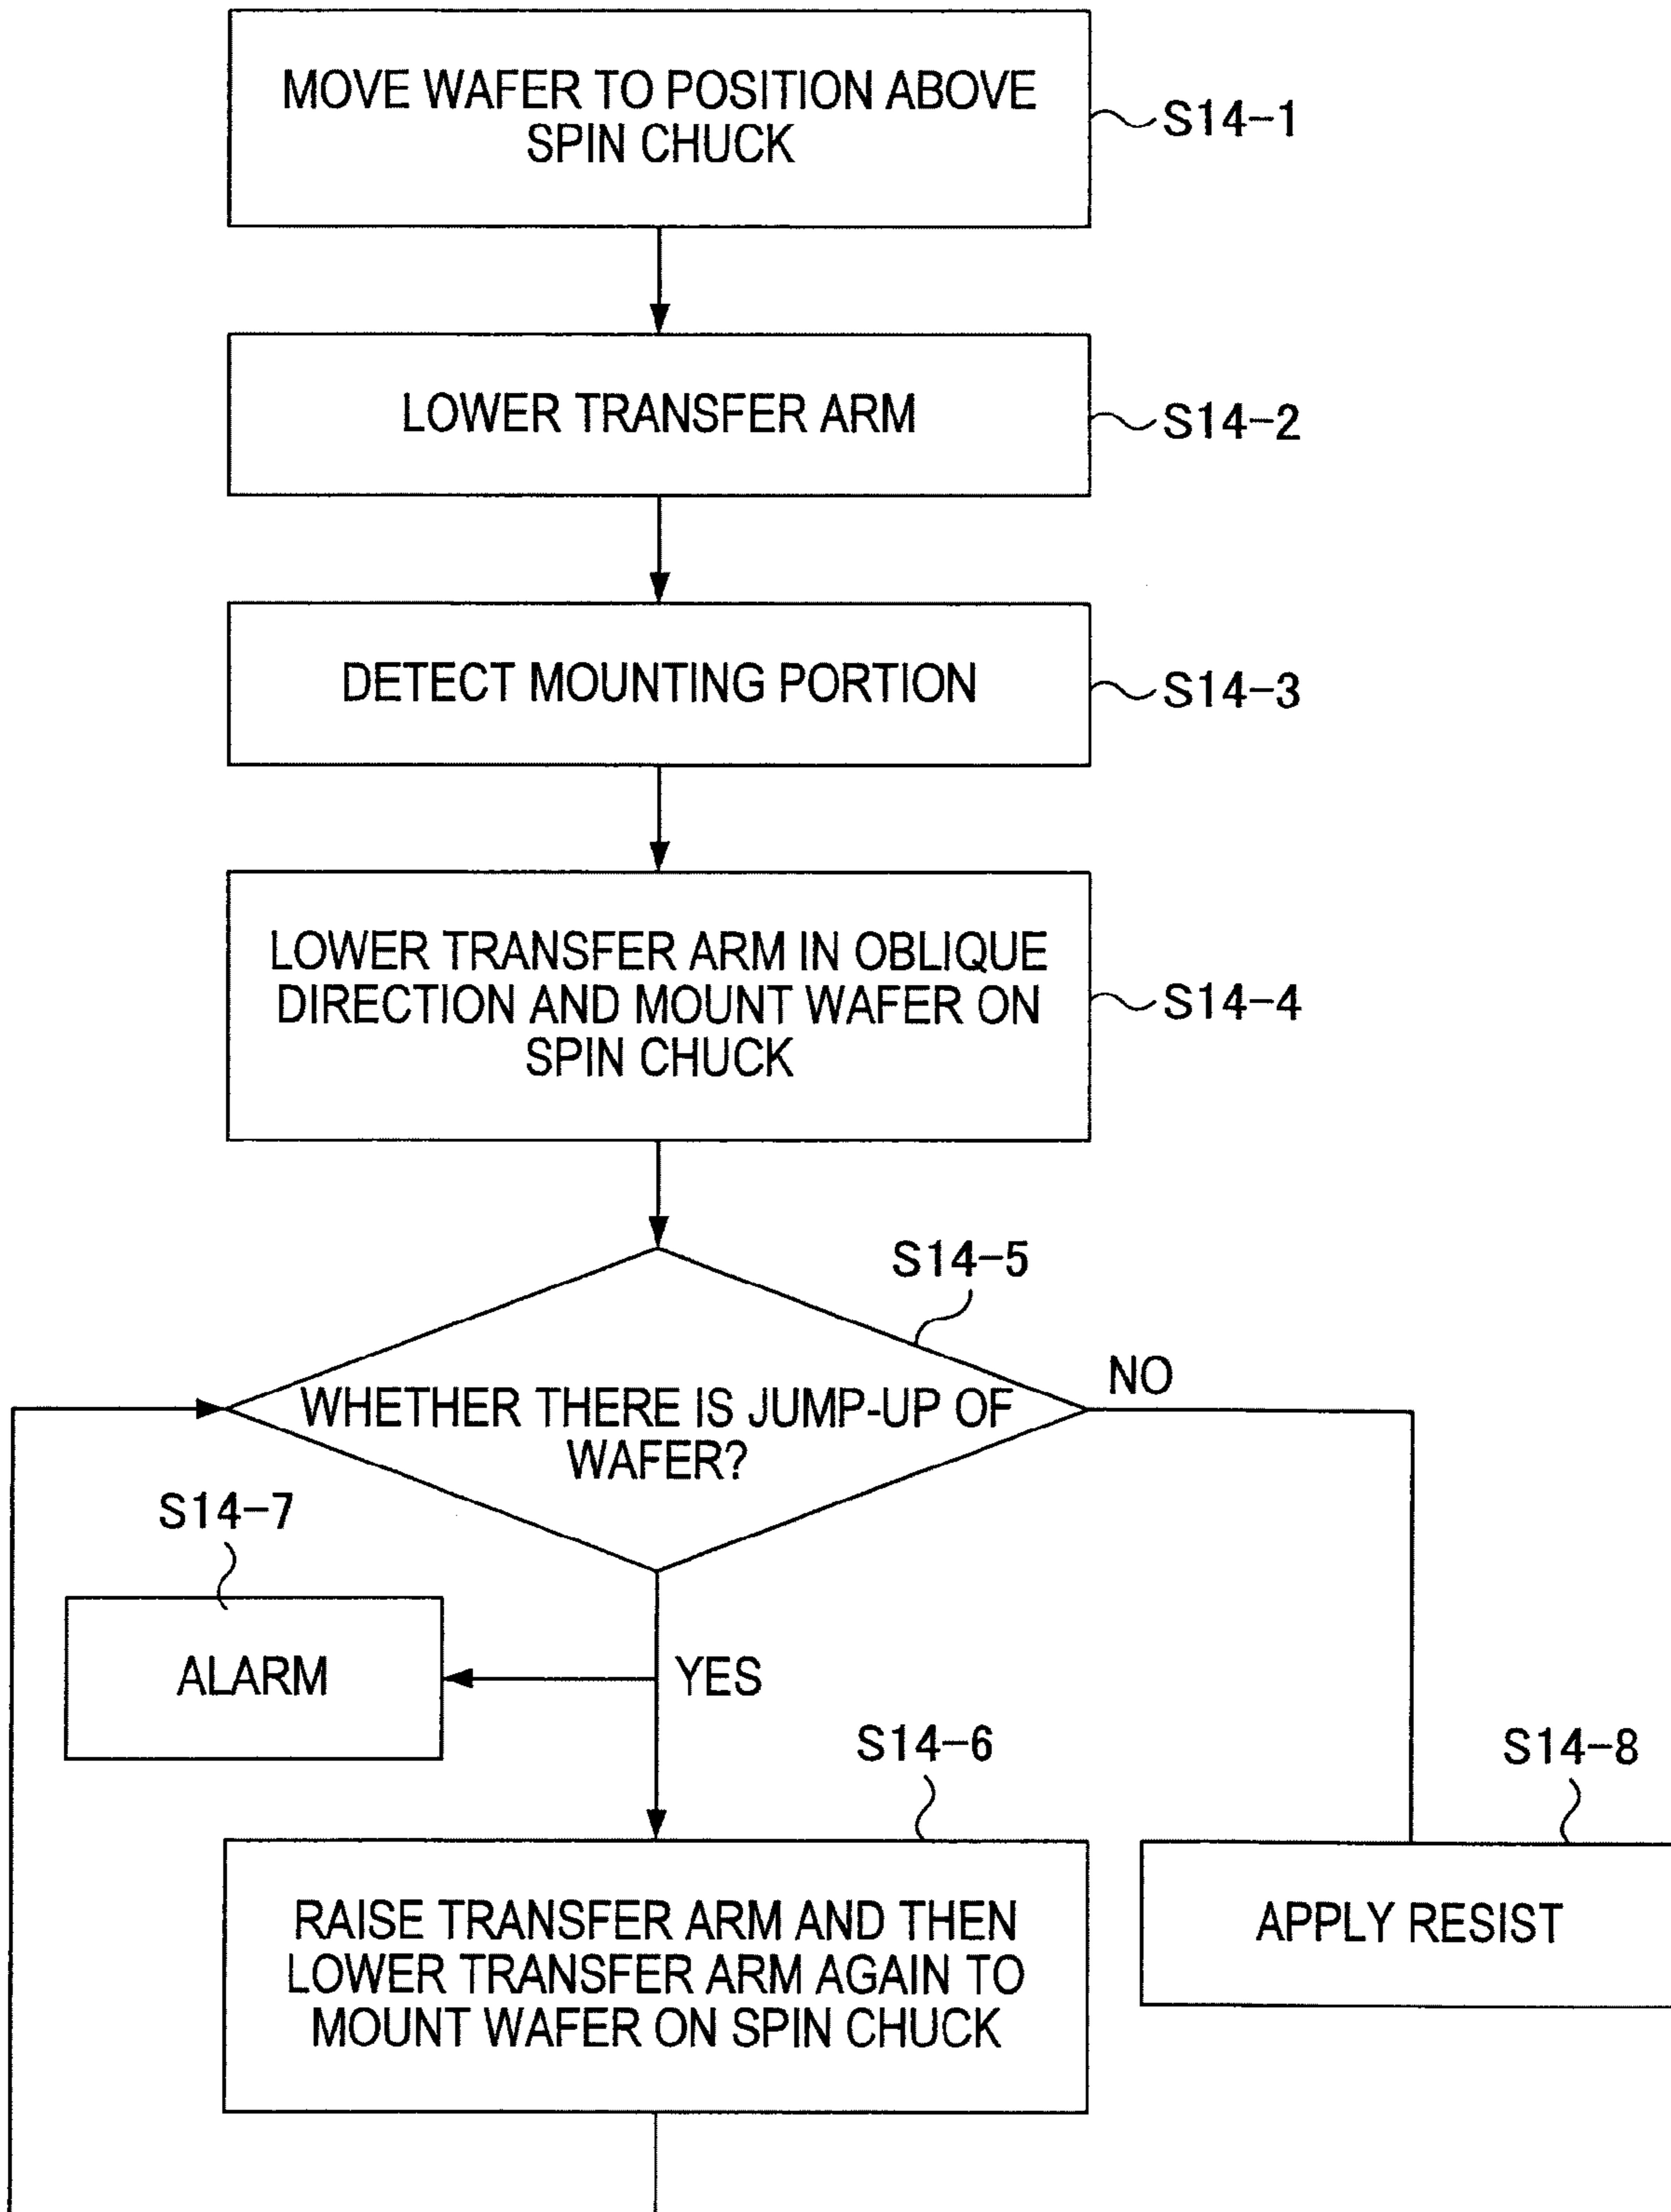 MOVE WAFER TO POSITION ABOVE
SPIN CHUCK
S14-1
LOWER TRANSFER ARM
S14-2
DETECT MOUNTING PORTION
S14-3
LOWER TRANSFER ARM IN OBLIQUE
DIRECTION AND MOUNT WAFER ON
SPIN CHUCK
S14-4
S14-5
WHETHER THERE IS JUMP-UP OF
WAFER?
NO
S14-7
ALARM
YES
S14-6
RAISE TRANSFER ARM AND THEN
LOWER TRANSFER ARM AGAIN TO
MOUNT WAFER ON SPIN CHUCK
S14-8
APPLY RESIST